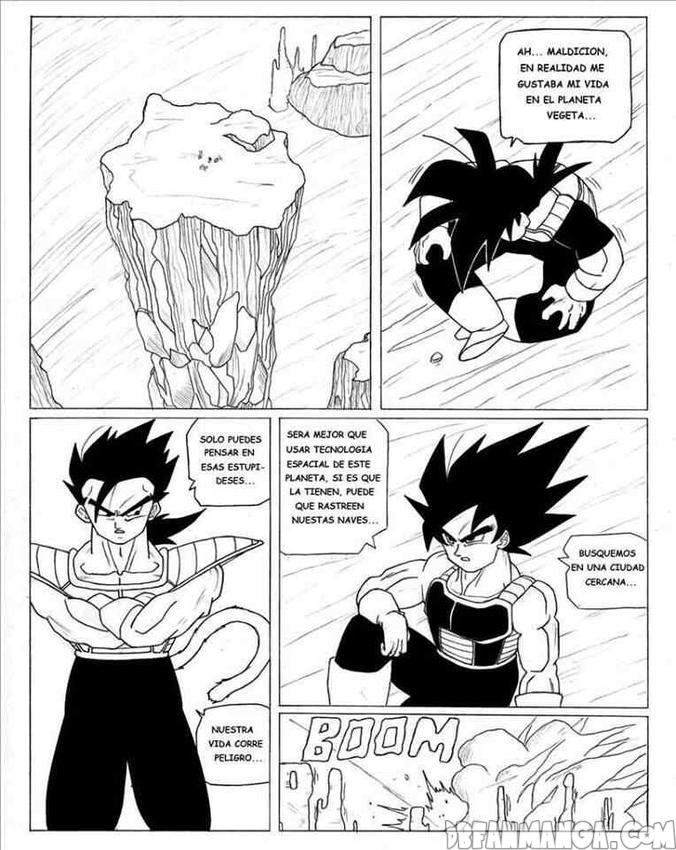 AH... MALDICION,
EN REALIDAD ME
GUSTABA MI VIDA
EN EL PLANETA
VEGETA...
SOLO PUEDES
PENSAR EN
ESAS ESTUPI-
DESES...
NUESTRA
VIDA CORRE
PELIGRO...
SERA MEJOR QUE
USAR TECNOLOGIA
ESPACIAL DE ESTE
PLANETA, SI ES QUE
LA TIENEN, PUEDE
QUE RASTREEN
NUESTAS NAVES...
BUSQUEMOS
EN UNA CIUDAD
CERCANA...
BOOM
DBFANMANGA.COM